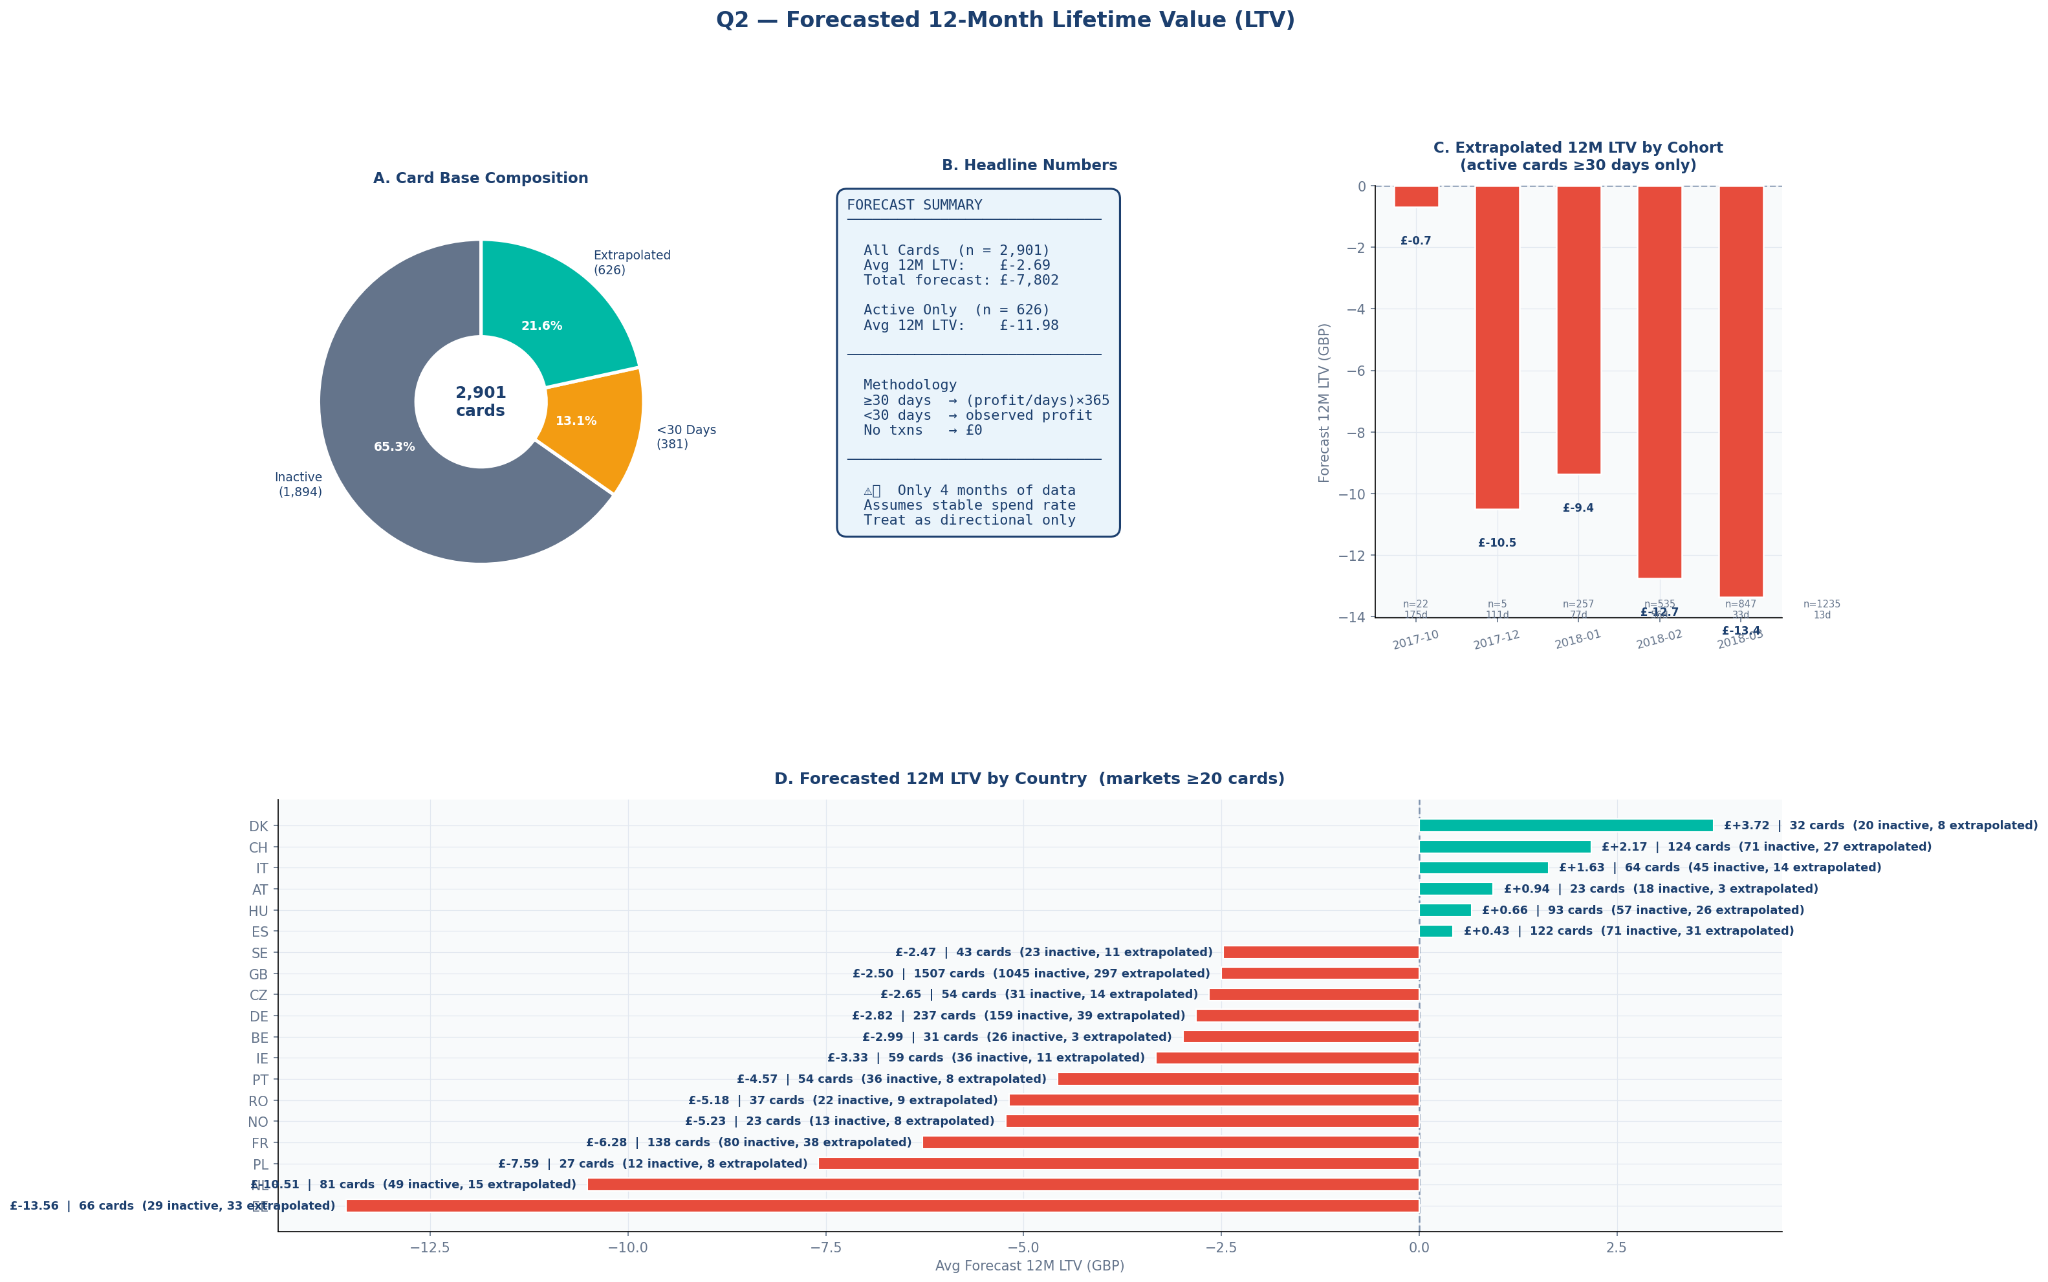 Q2 — Forecasted 12-Month Lifetime Value (LTV)
A. Card Base Composition
Extrapolated
(626)
21.6%
2,901
cards
13.1%
<30 Days
(381)
65.3%
Inactive
(1,894)
B. Headline Numbers
FORECAST SUMMARY
All Cards (n = 2,901)
Avg 12M LTV: £-2.69
Total forecast: £-7,802
Active Only (n = 626)
Avg 12M LTV: £-11.98
Methodology
≥30 days → (profit/days)×365
<30 days → observed profit
No txns → £0
⚠ Only 4 months of data
Assumes stable spend rate
Treat as directional only
C. Extrapolated 12M LTV by Cohort
(active cards ≥30 days only)
Forecast 12M LTV (GBP)
0
−2
−4
−6
−8
−10
−12
−14
£-0.7
£-10.5
£-9.4
£-12.7
£-13.4
n=22
175d
n=5
111d
n=257
77d
n=535
n=847
33d
n=1235
13d
2017-10
2017-12
2018-01
2018-02
2018-03
D. Forecasted 12M LTV by Country (markets ≥20 cards)
DK £+3.72 | 32 cards (20 inactive, 8 extrapolated)
CH £+2.17 | 124 cards (71 inactive, 27 extrapolated)
IT £+1.63 | 64 cards (45 inactive, 14 extrapolated)
AT £+0.94 | 23 cards (18 inactive, 3 extrapolated)
HU £+0.66 | 93 cards (57 inactive, 26 extrapolated)
ES £+0.43 | 122 cards (71 inactive, 31 extrapolated)
SE £-2.47 | 43 cards (23 inactive, 11 extrapolated)
GB £-2.50 | 1507 cards (1045 inactive, 297 extrapolated)
CZ £-2.65 | 54 cards (31 inactive, 14 extrapolated)
DE £-2.82 | 237 cards (159 inactive, 39 extrapolated)
BE £-2.99 | 31 cards (26 inactive, 3 extrapolated)
IE £-3.33 | 59 cards (36 inactive, 11 extrapolated)
PT £-4.57 | 54 cards (36 inactive, 8 extrapolated)
RO £-5.18 | 37 cards (22 inactive, 9 extrapolated)
NO £-5.23 | 23 cards (13 inactive, 8 extrapolated)
FR £-6.28 | 138 cards (80 inactive, 38 extrapolated)
PL £-7.59 | 27 cards (12 inactive, 8 extrapolated)
£-10.51 | 81 cards (49 inactive, 15 extrapolated)
£-13.56 | 66 cards (29 inactive, 33 extrapolated)
−12.5
−10.0
−7.5
−5.0
−2.5
0.0
2.5
Avg Forecast 12M LTV (GBP)